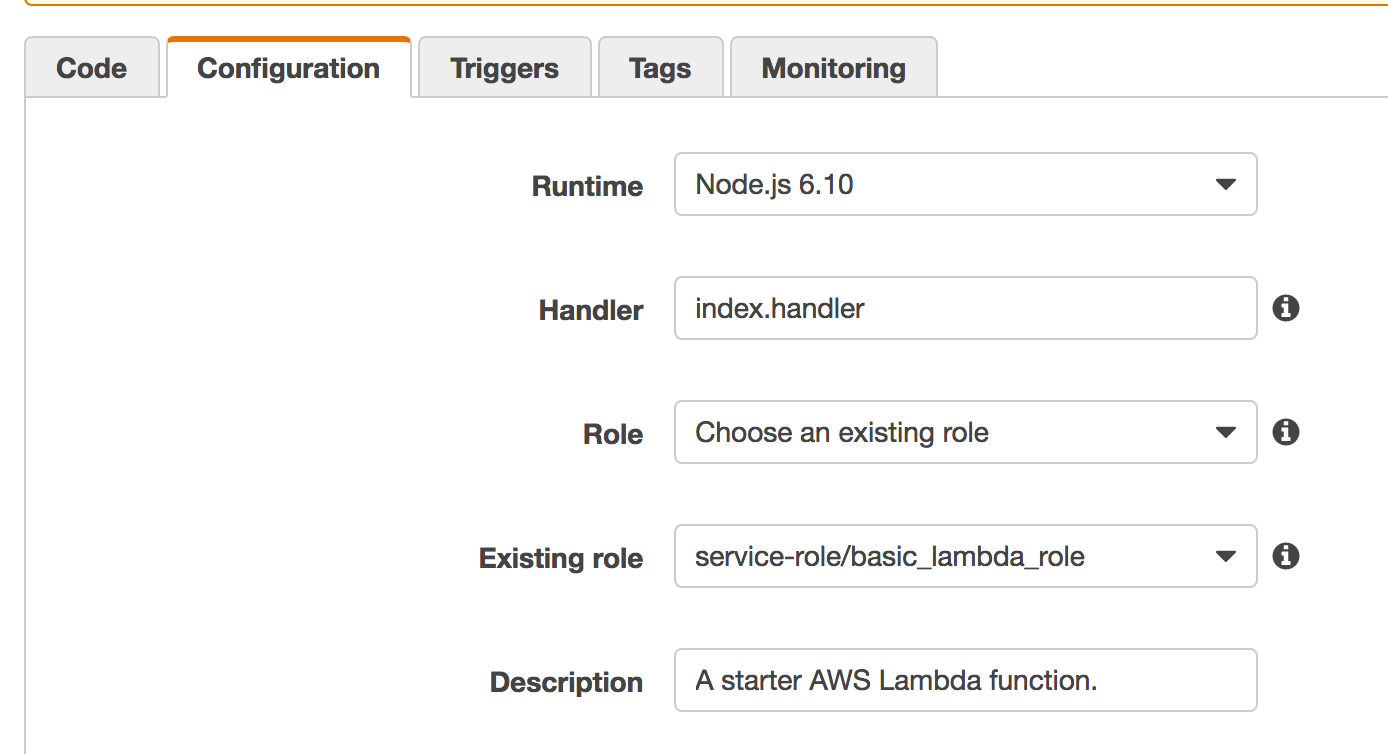 Code Configuration Triggers Tags Monitoring
Runtime Node.js 6.10
Handler index.handler
Role Choose an existing role
Existing role service-role/basic_lambda_role
Description A starter AWS Lambda function.